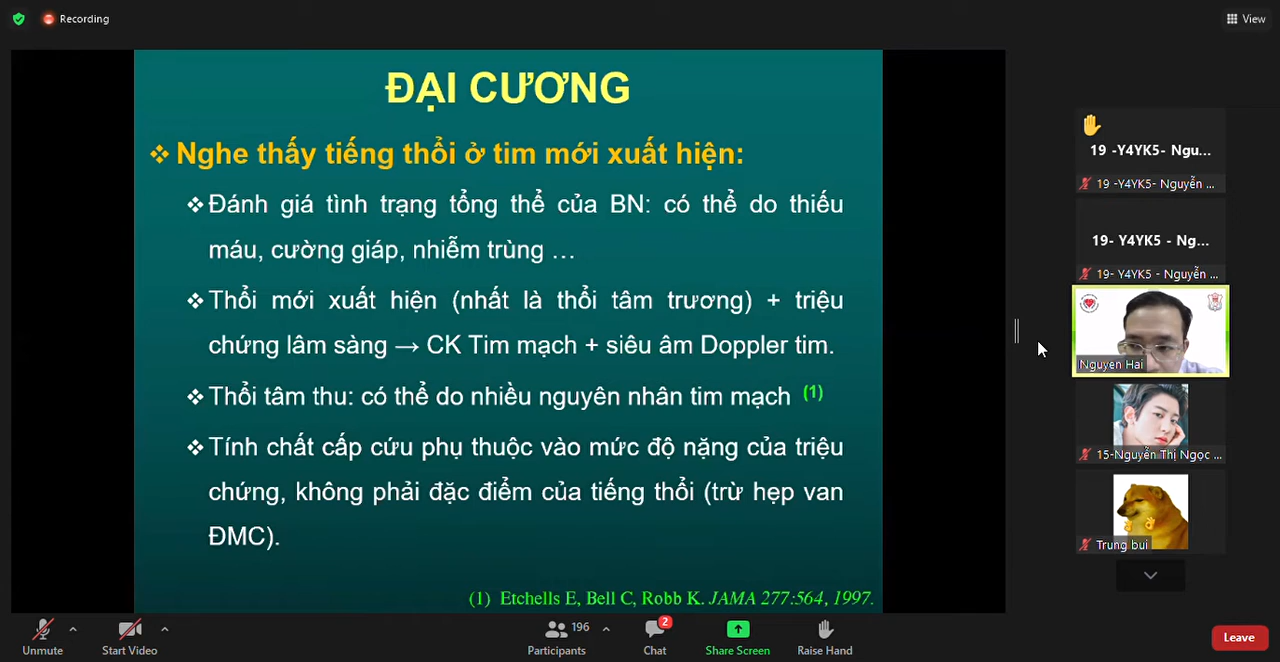 Recording
View
ĐẠI CƯƠNG
❖ Nghe thấy tiếng thổi ở tim mới xuất hiện:
❖ Đánh giá tình trạng tổng thể của BN: có thể do thiếu
máu, cường giáp, nhiễm trùng …
❖ Thổi mới xuất hiện (nhất là thổi tâm trương) + triệu
chứng lâm sàng → CK Tim mạch + siêu âm Doppler tim.
❖ Thổi tâm thu: có thể do nhiều nguyên nhân tim mạch (1)
❖ Tính chất cấp cứu phụ thuộc vào mức độ nặng của triệu
chứng, không phải đặc điểm của tiếng thổi (trừ hẹp van
ĐMC).
(1) Etchells E, Bell C, Robb K. JAMA 277:564, 1997.
19 -Y4YK5- Ngu...
19 -Y4YK5- Nguyễn ...
19- Y4YK5 - Ng...
19- Y4YK5 - Nguyễn ...
Nguyen Hai
15-Nguyễn Thị Ngọc ...
Trung bui
Unmute
Start Video
196
Participants
2
Chat
Share Screen
Raise Hand
Leave